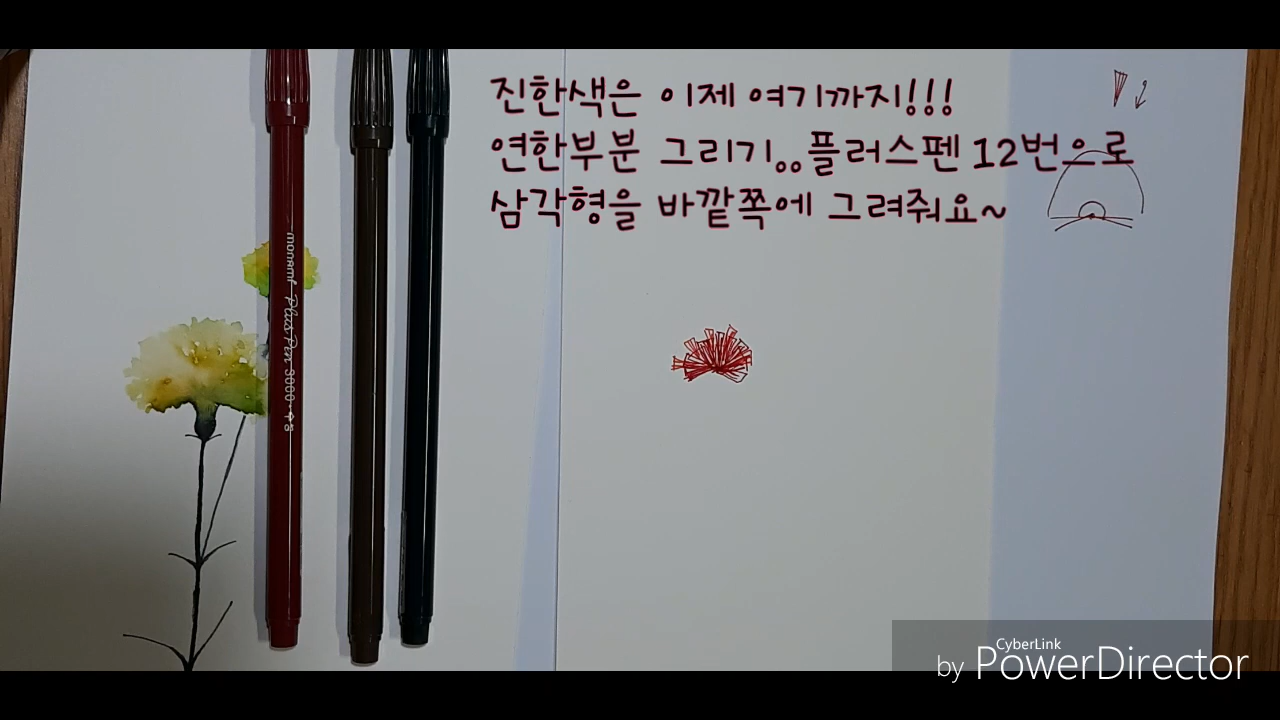 진한색은 이제 여기까지!!!
연한부분 그리기..플러스펜 12번으로
삼각형을 바깥쪽에 그려줘요~
monami Plus Pen 3000 · 수성
CyberLink
by PowerDirector